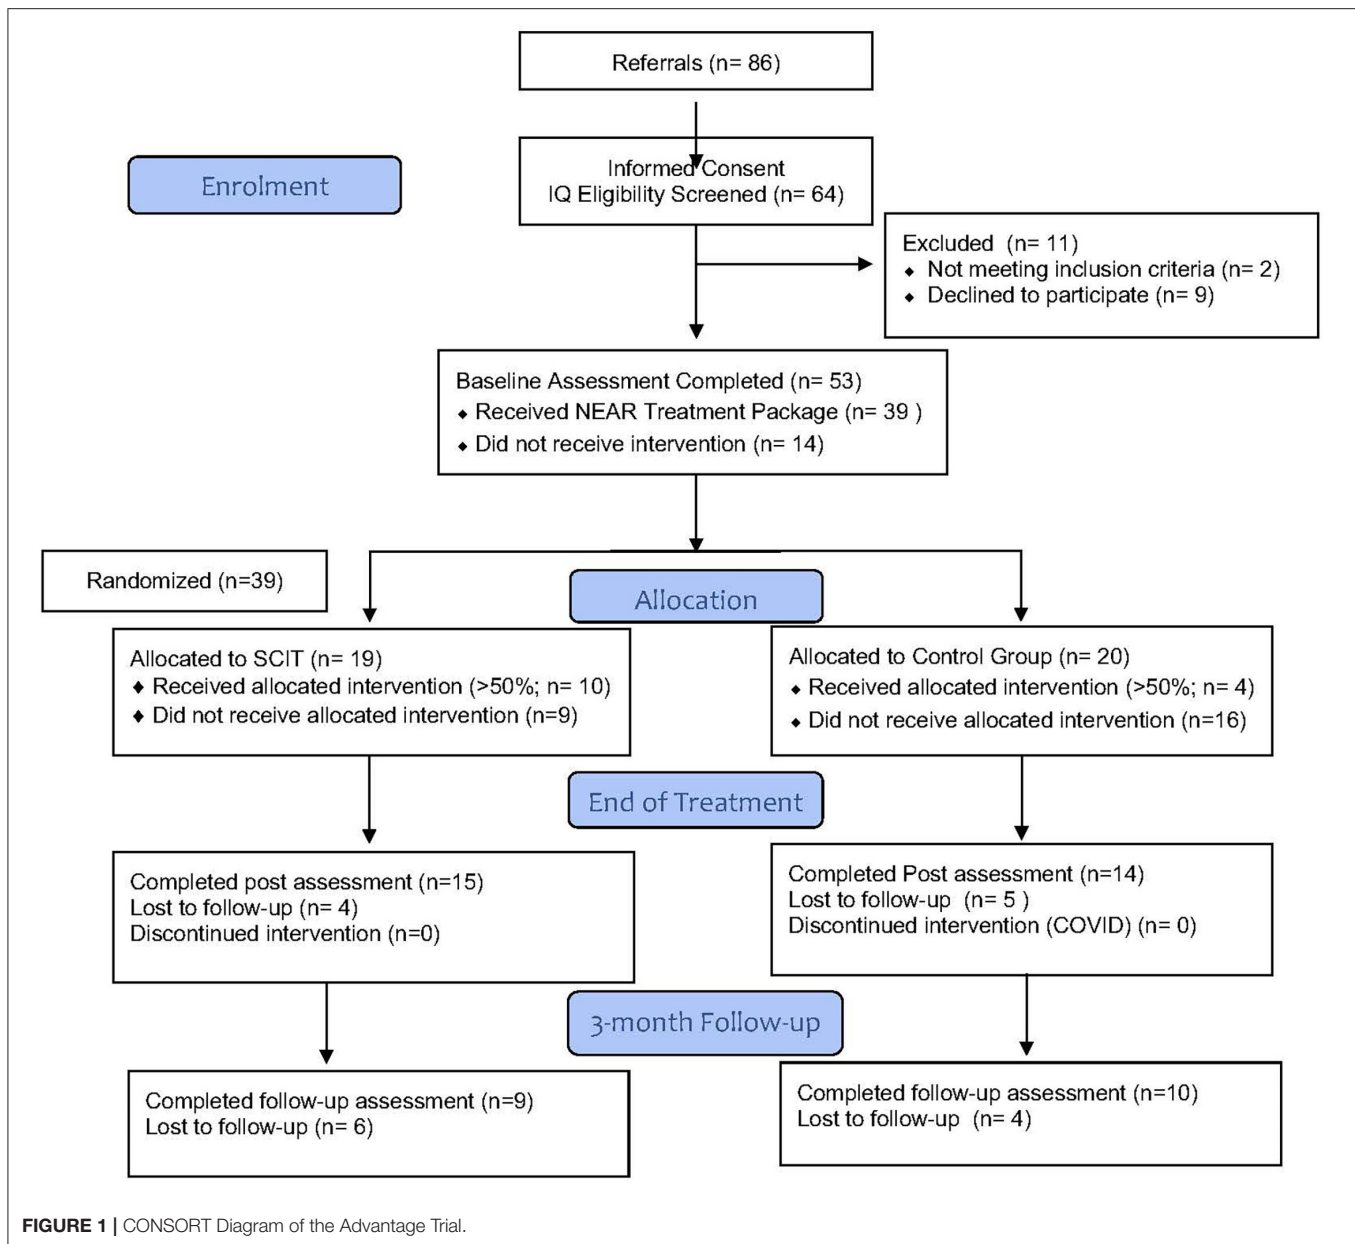 Referrals (n= 86)
Enrolment
Informed Consent
IQ Eligibility Screened (n= 64)
Excluded (n= 11)
⬥ Not meeting inclusion criteria (n= 2)
⬥ Declined to participate (n= 9)
Baseline Assessment Completed (n= 53)
⬥ Received NEAR Treatment Package (n= 39 )
⬥ Did not receive intervention (n= 14)
Randomized (n=39)
Allocation
Allocated to SCIT (n= 19)
♦ Received allocated intervention (>50%; n= 10)
♦ Did not receive allocated intervention (n=9)
Allocated to Control Group (n= 20)
⬥ Received allocated intervention (>50%; n= 4)
⬥ Did not receive allocated intervention (n=16)
End of Treatment
Completed post assessment (n=15)
Lost to follow-up (n= 4)
Discontinued intervention (n=0)
Completed Post assessment (n=14)
Lost to follow-up (n= 5 )
Discontinued intervention (COVID) (n= 0)
3-month Follow-up
Completed follow-up assessment (n=9)
Lost to follow-up (n= 6)
Completed follow-up assessment (n=10)
Lost to follow-up (n= 4)
FIGURE 1 | CONSORT Diagram of the Advantage Trial.